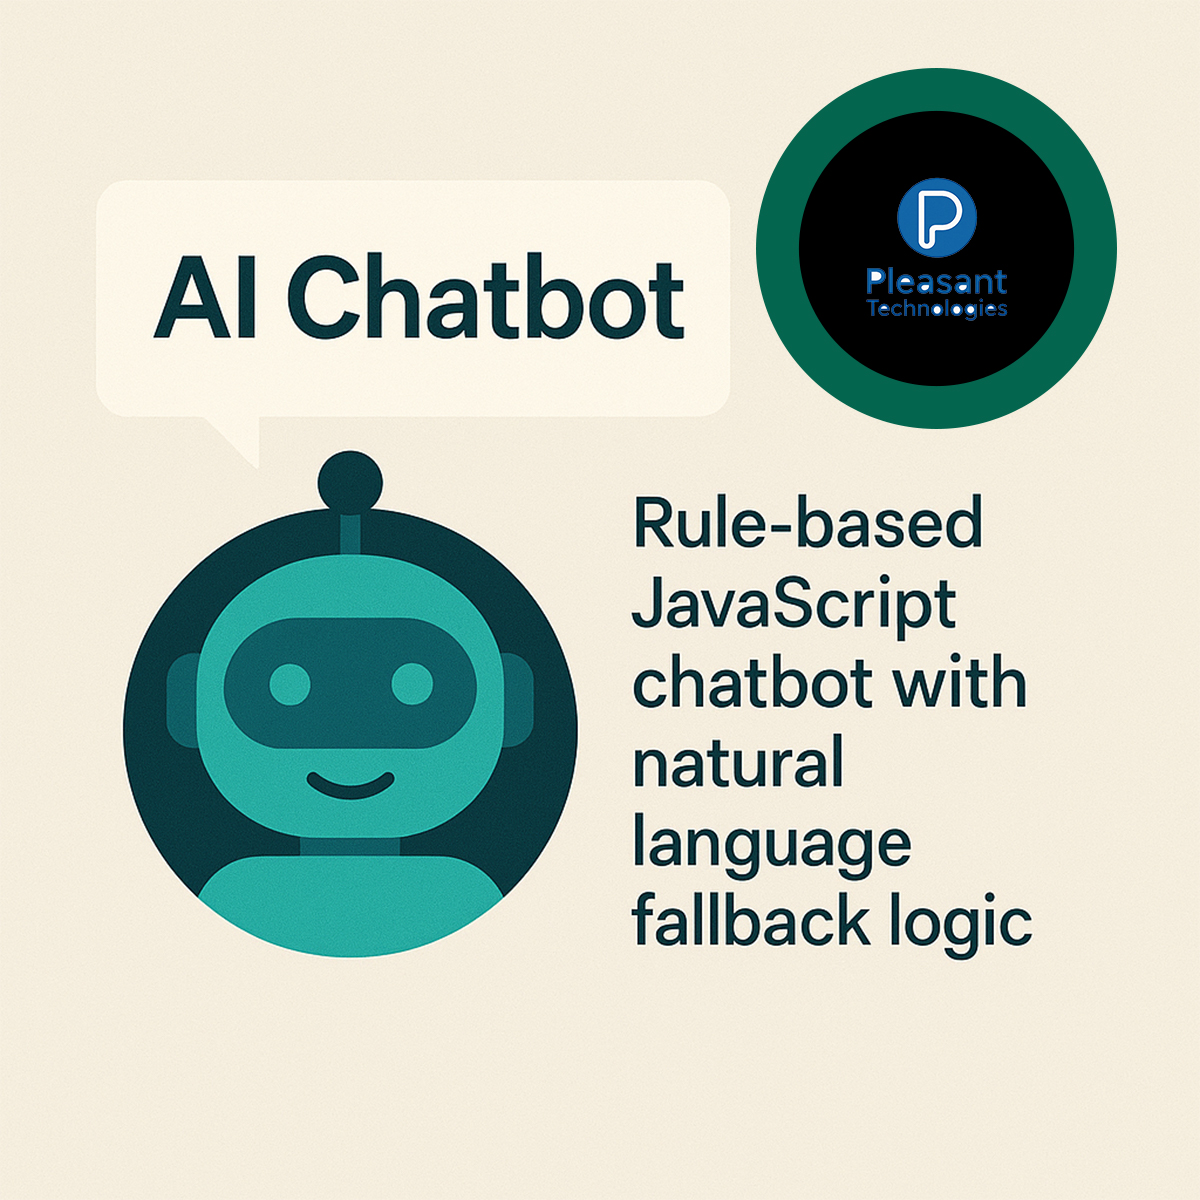 AI Chatbot
Pleasant
Technologies
Rule-based
JavaScript
chatbot with
natural
language
fallback logic